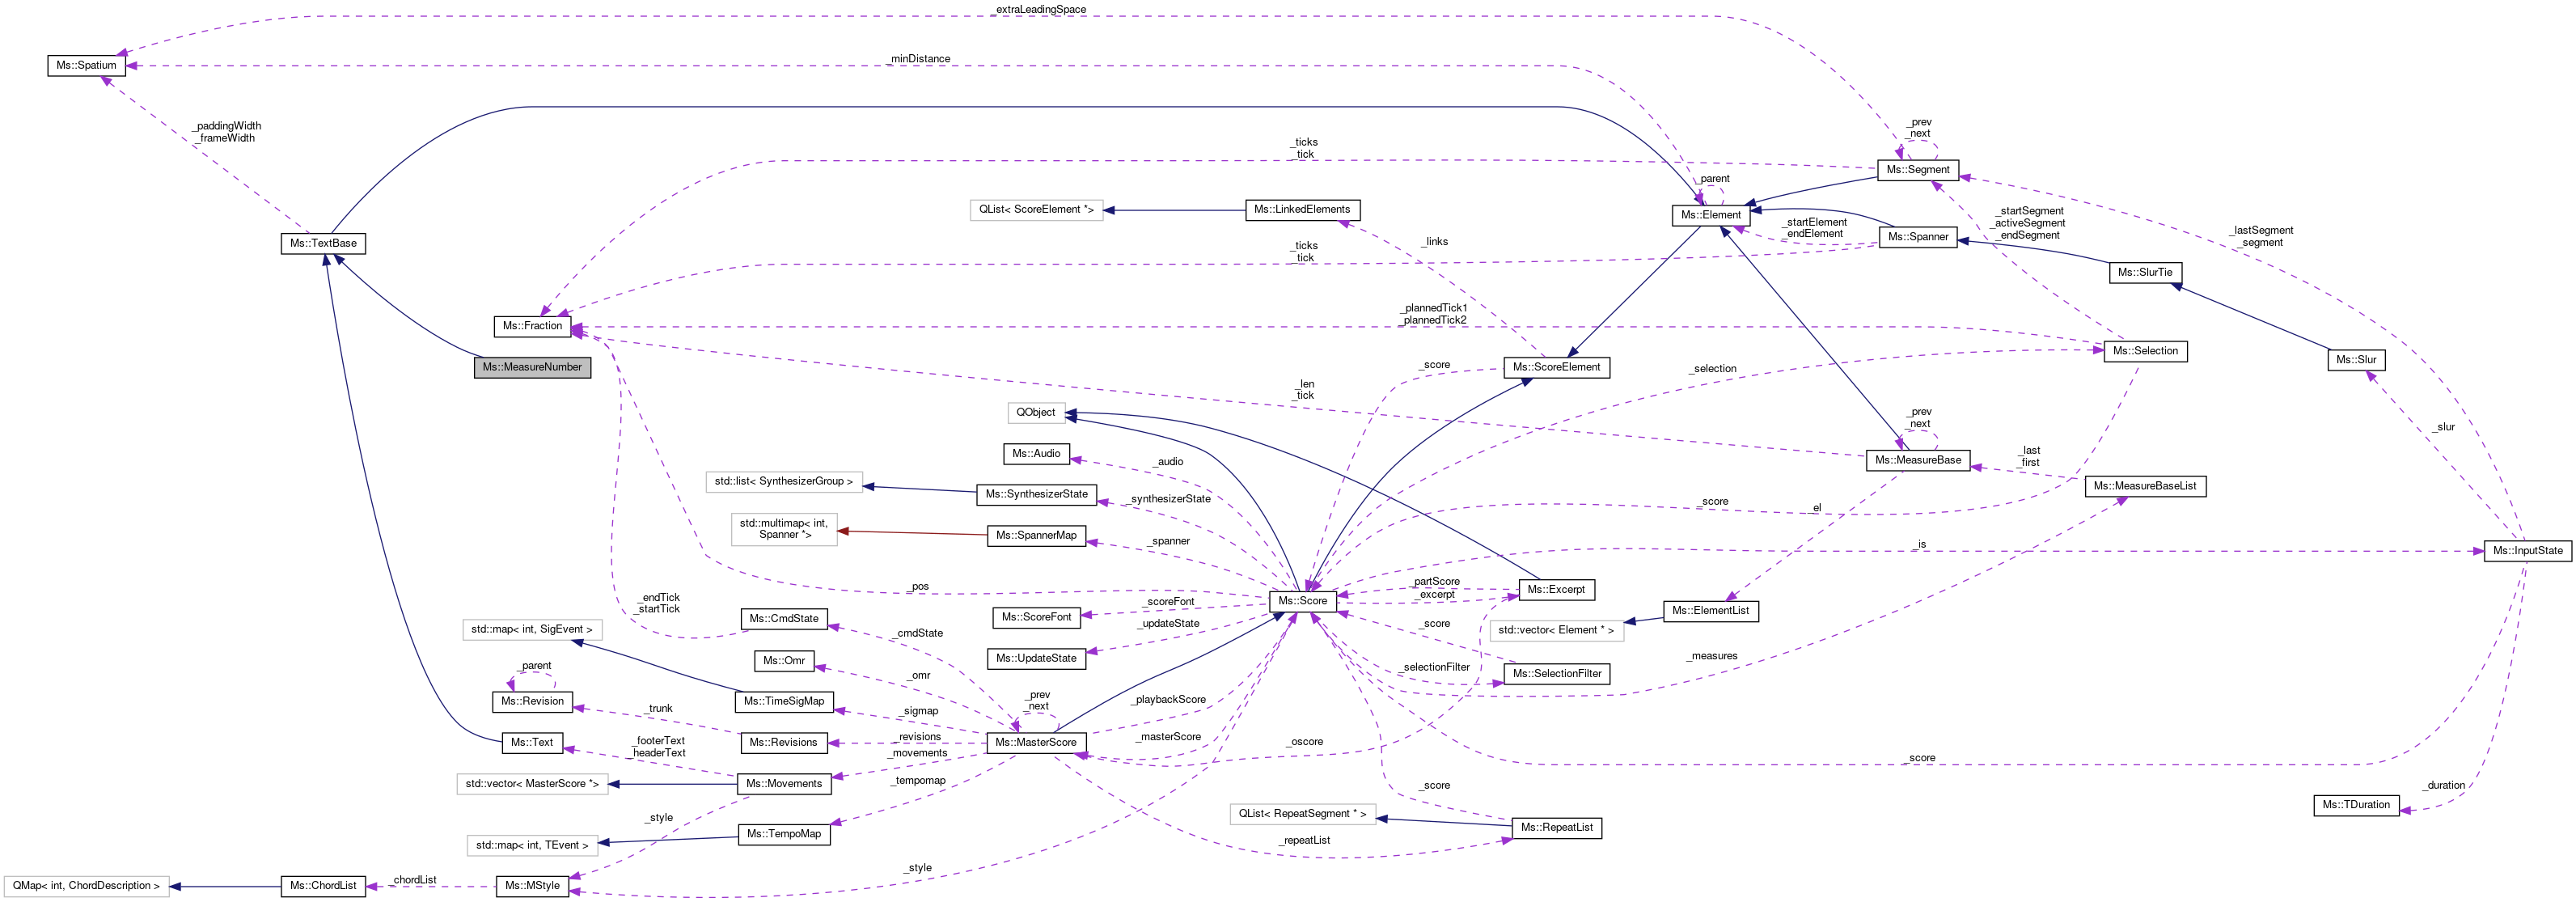 _extraLeadingSpace
_minDistance
Ms::Spatium
_paddingWidth
_frameWidth
_prev
_next
_ticks
_tick
Ms::Segment
_parent
QList< ScoreElement *>
Ms::LinkedElements
Ms::Element
_startElement
_endElement
Ms::Spanner
_startSegment
_activeSegment
_endSegment
_lastSegment
_segment
Ms::TextBase
_links
_ticks
_tick
Ms::SlurTie
Ms::Fraction
_plannedTick1
_plannedTick2
Ms::Selection
Ms::Slur
Ms::MeasureNumber
_score
Ms::ScoreElement
_selection
_len
_tick
QObject
_prev
_next
_slur
Ms::Audio
_audio
Ms::MeasureBase
_last
_first
std::list< SynthesizerGroup >
Ms::SynthesizerState
_synthesizerState
Ms::MeasureBaseList
_score
_el
std::multimap< int,
Spanner *>
Ms::SpannerMap
_spanner
_is
Ms::InputState
_pos
_partScore
_excerpt
Ms::Excerpt
_endTick
_startTick
Ms::Score
Ms::ScoreFont
_scoreFont
Ms::ElementList
Ms::CmdState
_cmdState
_updateState
_score
std::vector< Element * >
std::map< int, SigEvent >
Ms::UpdateState
Ms::Omr
_omr
_selectionFilter
Ms::SelectionFilter
_measures
_parent
Ms::Revision
_trunk
Ms::TimeSigMap
_sigmap
_prev
_next
_playbackScore
Ms::Text
_footerText
_headerText
Ms::Revisions
_revisions
Ms::MasterScore
_masterScore
_oscore
_movements
_score
std::vector< MasterScore *>
Ms::Movements
_tempomap
_score
_duration
Ms::TDuration
_style
QList< RepeatSegment * >
Ms::RepeatList
std::map< int, TEvent >
Ms::TempoMap
_repeatList
QMap< int, ChordDescription >
Ms::ChordList
_chordList
Ms::MStyle
_style